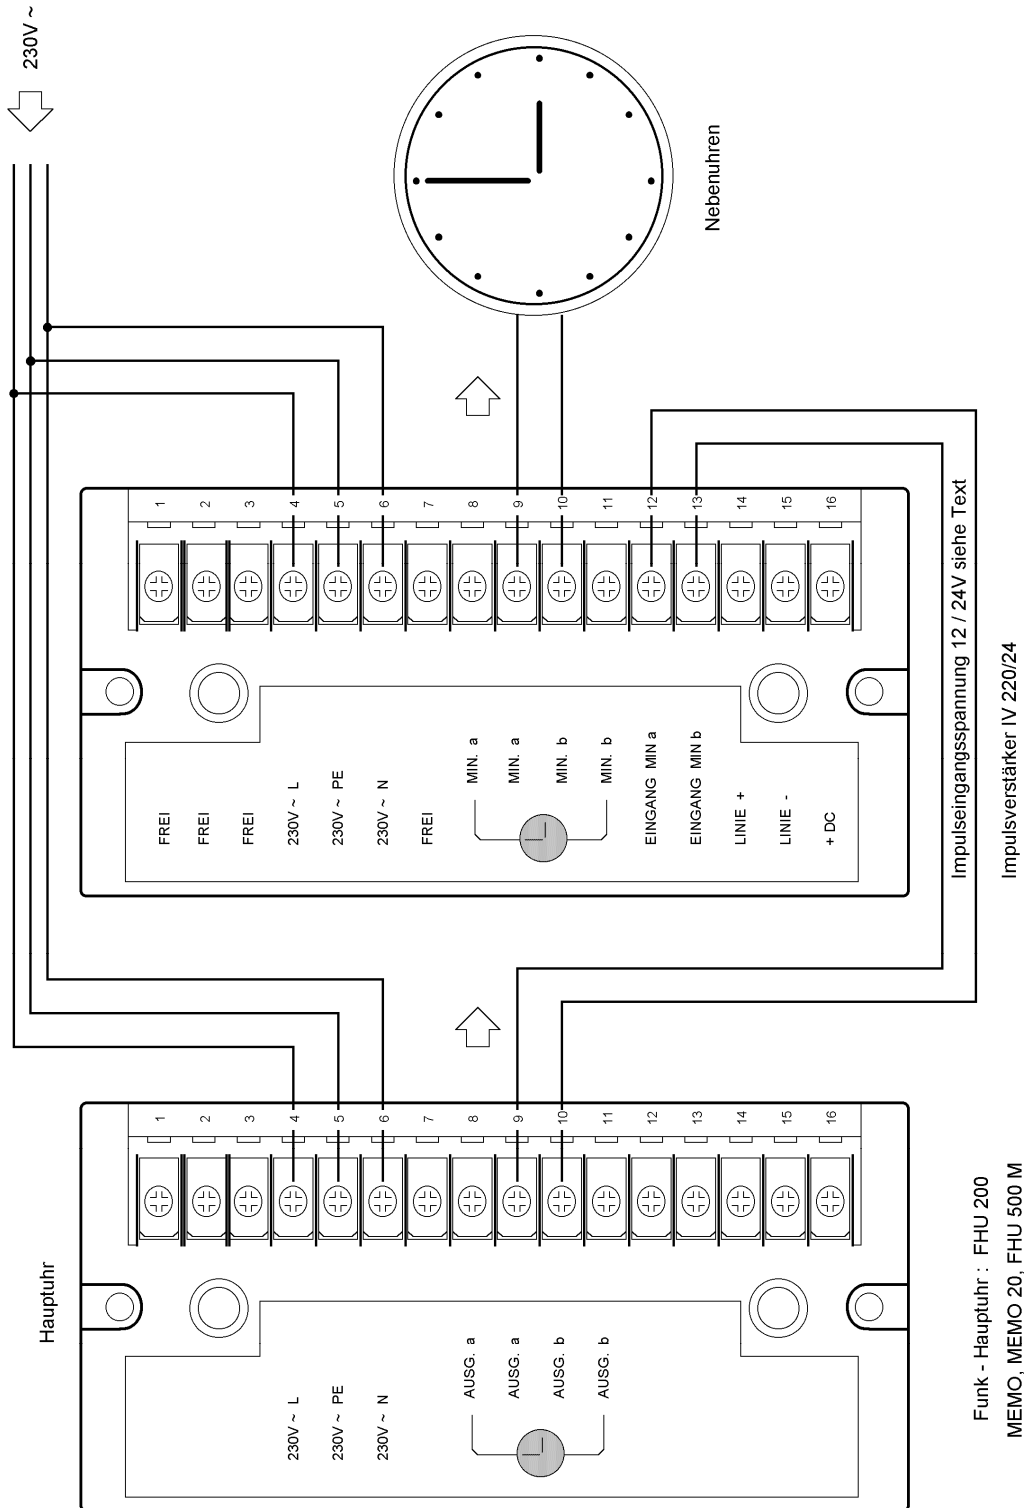 230V ~
Nebenuhren
1
2
3
4
5
6
7
8
9
10
11
12
13
14
15
16
FREI
FREI
FREI
230V ~ L
230V ~ PE
230V ~ N
FREI
MIN. a
MIN. a
MIN. b
MIN. b
EINGANG MIN a
EINGANG MIN b
LINIE +
LINIE -
+ DC
Impulseingangsspannung 12 / 24V siehe Text
Impulsverstärker IV 220/24
Hauptuhr
1
2
3
4
5
6
7
8
9
10
11
12
13
14
15
16
230V ~ L
230V ~ PE
230V ~ N
AUSG. a
AUSG. a
AUSG. b
AUSG. b
Funk - Hauptuhr : FHU 200
MEMO, MEMO 20, FHU 500 M